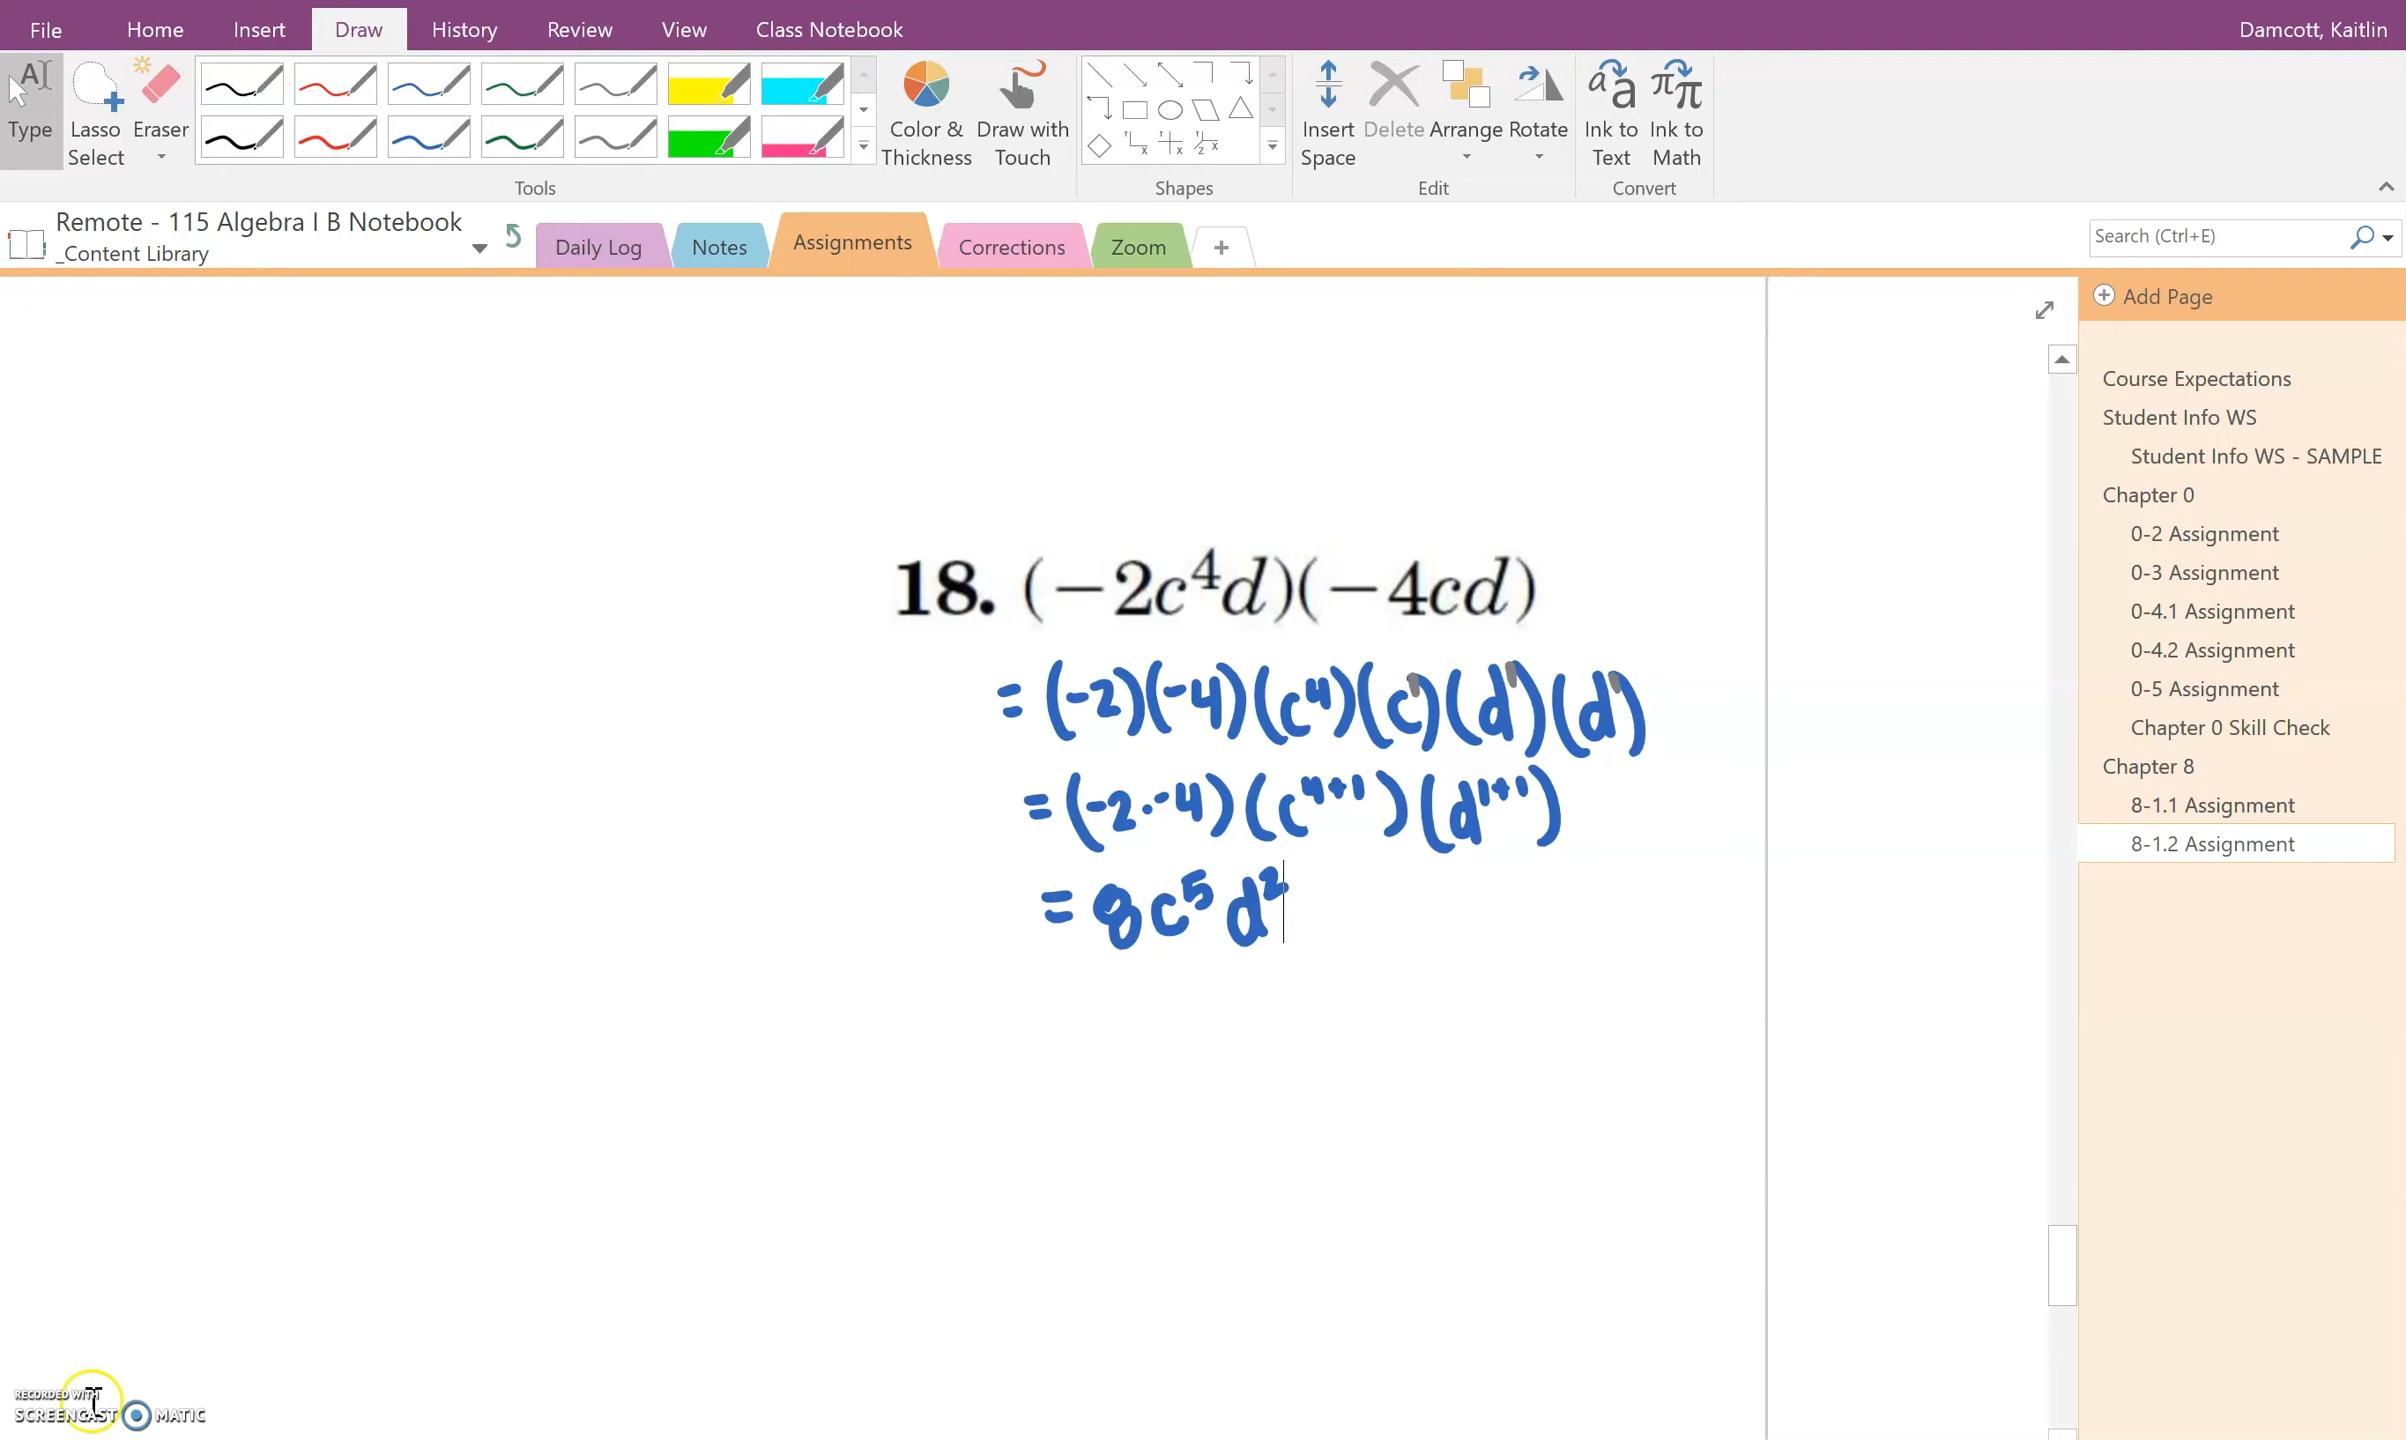 File Home Insert Draw History Review View Class Notebook Damcott, Kaitlin
Type
Lasso Select
Eraser
Color & Thickness
Draw with Touch
Insert Space
Delete
Arrange
Rotate
Ink to Text
Ink to Math
Tools Shapes Edit Convert
Remote - 115 Algebra I B Notebook
_Content Library
Daily Log Notes Assignments Corrections Zoom +
Search (Ctrl+E)
Add Page
Course Expectations
Student Info WS
Student Info WS - SAMPLE
Chapter 0
0-2 Assignment
0-3 Assignment
0-4.1 Assignment
0-4.2 Assignment
0-5 Assignment
Chapter 0 Skill Check
Chapter 8
8-1.1 Assignment
8-1.2 Assignment
18. (−2c⁴d)(−4cd)
= (-2)(-4)(c⁴)(c¹)(d¹)(d¹)
= (-2·-4)(c⁴⁺¹)(d¹⁺¹)
= 8c⁵d²
RECORDED WITH
SCREENCAST MATIC